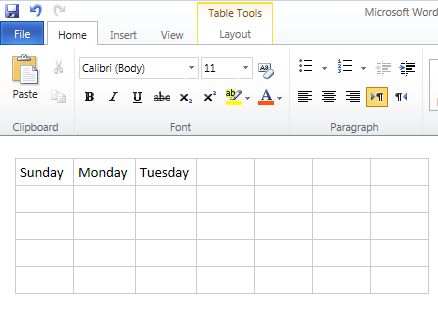 Table Tools Microsoft Word
File Home Insert View Layout
Calibri (Body) 11
Paste B I U abc X₂ X² ab A
Clipboard Font Paragraph
Sunday Monday Tuesday